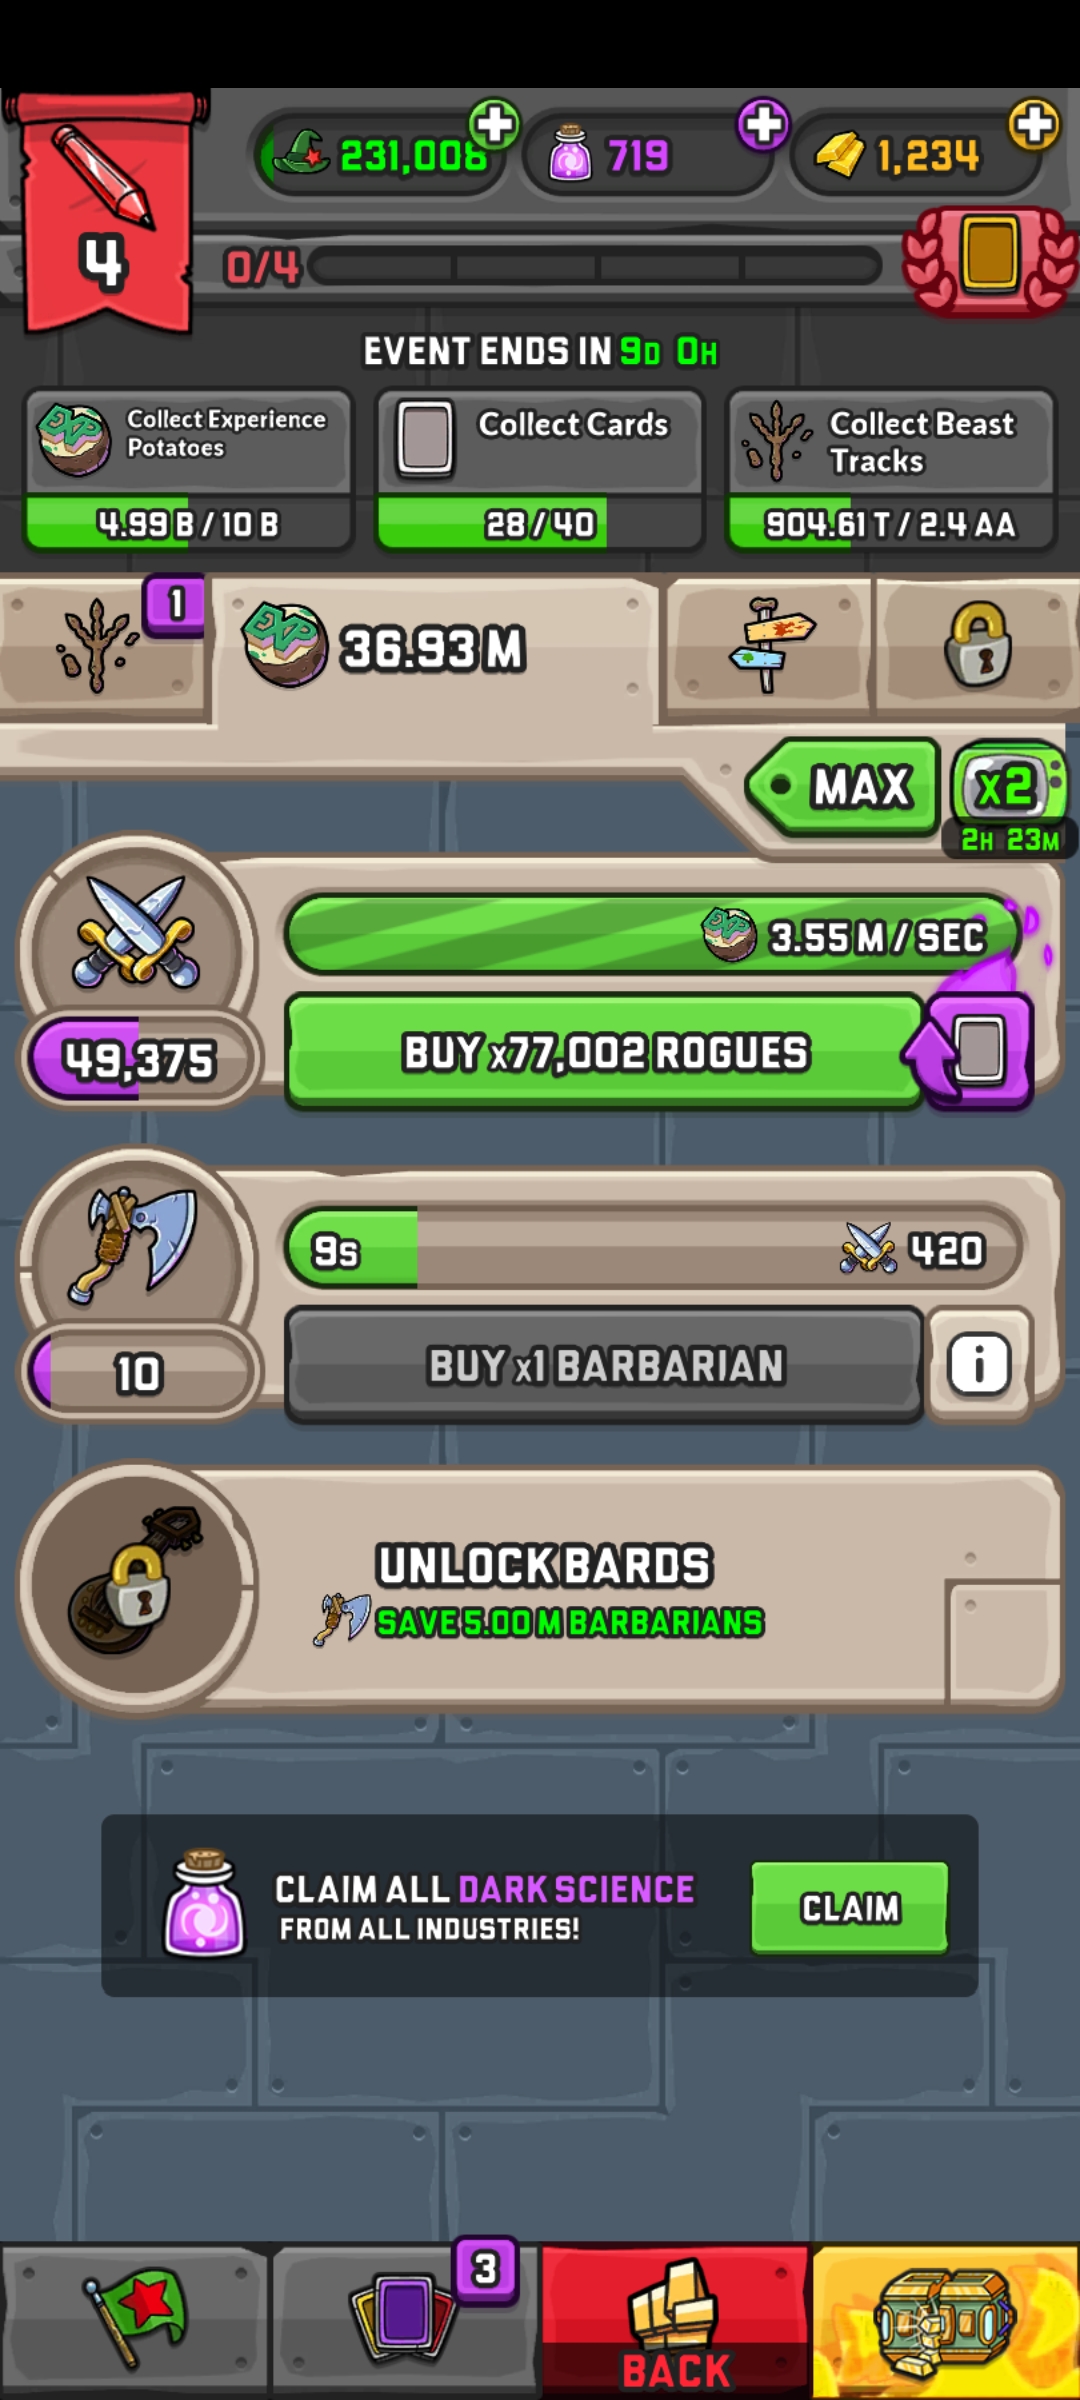 231,008
719
1,234
4
0/4
EVENT ENDS IN 9D 0H
Collect Experience
Potatoes
4.99 B / 10 B
Collect Cards
28 / 40
Collect Beast
Tracks
904.61 T / 2.4 AA
1
EXP
36.93 M
MAX
x2
2H 23M
EXP
3.55 M / SEC
49,375
BUY x77,002 ROGUES
9S
420
10
BUY x1 BARBARIAN
i
UNLOCK BARDS
SAVE 5.00 M BARBARIANS
CLAIM ALL DARK SCIENCE
FROM ALL INDUSTRIES!
CLAIM
3
BACK